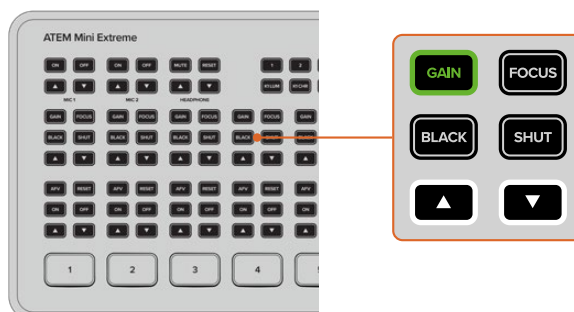 ATEM Mini Extreme
ON OFF ON OFF MUTE RESET 1 2
MIC 1 MIC 2 HEADPHONE
GAIN FOCUS GAIN FOCUS GAIN FOCUS GAIN FOCUS GAIN
BLACK SHUT BLACK SHUT BLACK SHUT BLACK SHUT BLACK
AFV RESET AFV RESET AFV RESET AFV RESET AFV
ON OFF ON OFF ON OFF ON OFF ON
1 2 3 4
GAIN FOCUS
BLACK SHUT